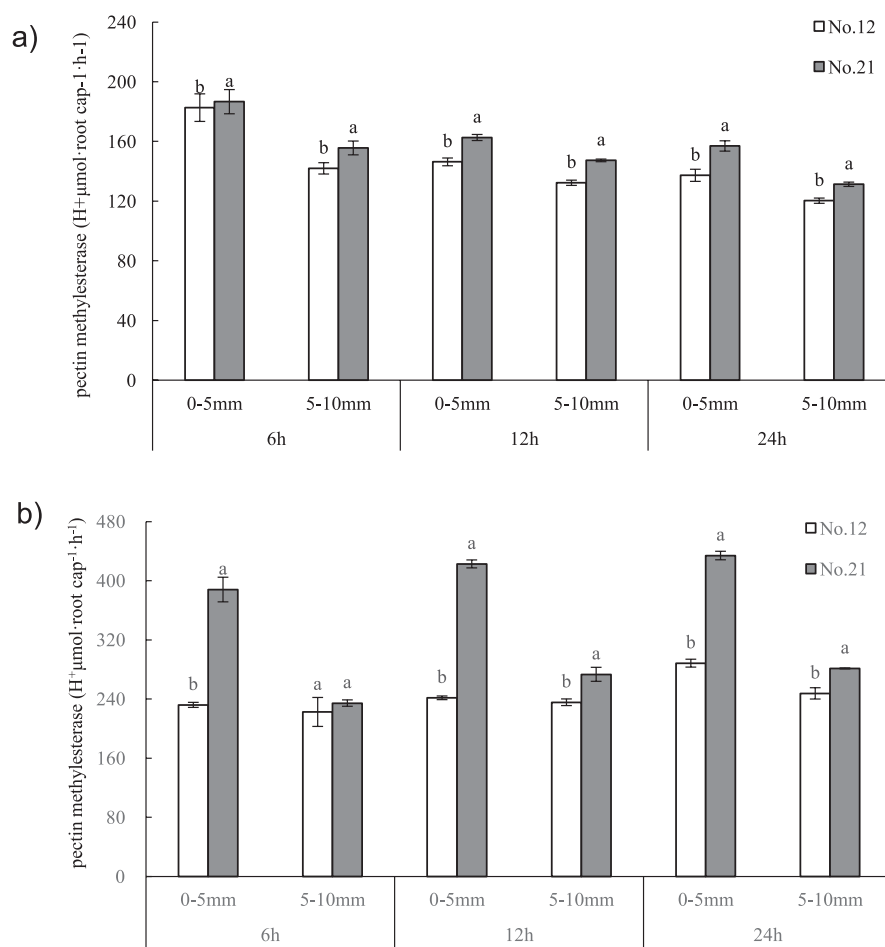 a)
pectin methylesterase (H+μmol·root cap-1·h-1)
240
200
160
120
80
40
0
No.12
No.21
b a
b a
b a
b a
b a
b a
0-5mm 5-10mm 0-5mm 5-10mm 0-5mm 5-10mm
6h 12h 24h
b)
pectin methylesterase (H⁺μmol·root cap⁻¹·h⁻¹)
480
400
320
240
160
80
0
No.12
No.21
b a
a a
b a
b a
b a
b a
0-5mm 5-10mm 0-5mm 5-10mm 0-5mm 5-10mm
6h 12h 24h